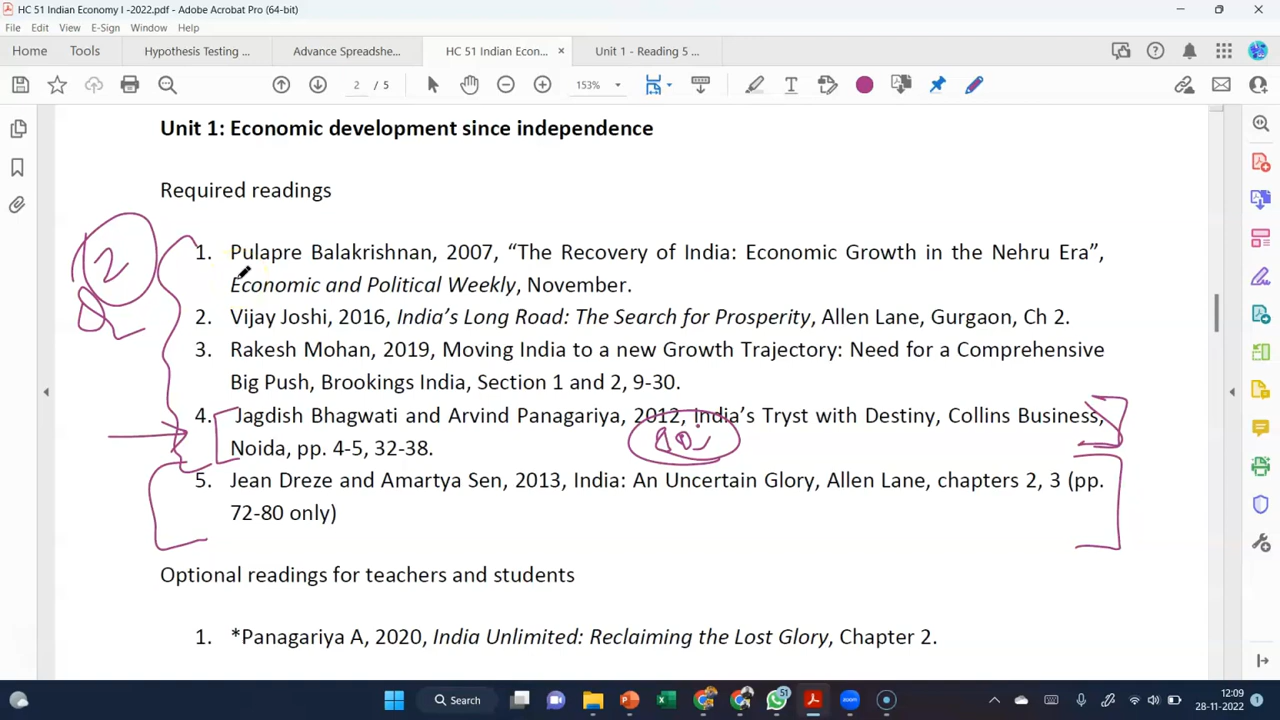 HC 51 Indian Economy I -2022.pdf - Adobe Acrobat Pro (64-bit)
File Edit View E-Sign Window Help
Home Tools Hypothesis Testing ... Advance Spreadshe... HC 51 Indian Econ... × Unit 1 - Reading 5 ...
2 / 5 153%
Unit 1: Economic development since independence
Required readings
1. Pulapre Balakrishnan, 2007, “The Recovery of India: Economic Growth in the Nehru Era”,
Economic and Political Weekly, November.
2. Vijay Joshi, 2016, India’s Long Road: The Search for Prosperity, Allen Lane, Gurgaon, Ch 2.
3. Rakesh Mohan, 2019, Moving India to a new Growth Trajectory: Need for a Comprehensive
Big Push, Brookings India, Section 1 and 2, 9-30.
4. Jagdish Bhagwati and Arvind Panagariya, 2012, India’s Tryst with Destiny, Collins Business,
Noida, pp. 4-5, 32-38.
5. Jean Dreze and Amartya Sen, 2013, India: An Uncertain Glory, Allen Lane, chapters 2, 3 (pp.
72-80 only)
2
Optional readings for teachers and students
1. *Panagariya A, 2020, India Unlimited: Reclaiming the Lost Glory, Chapter 2.
Search
51
12:09
28-11-2022